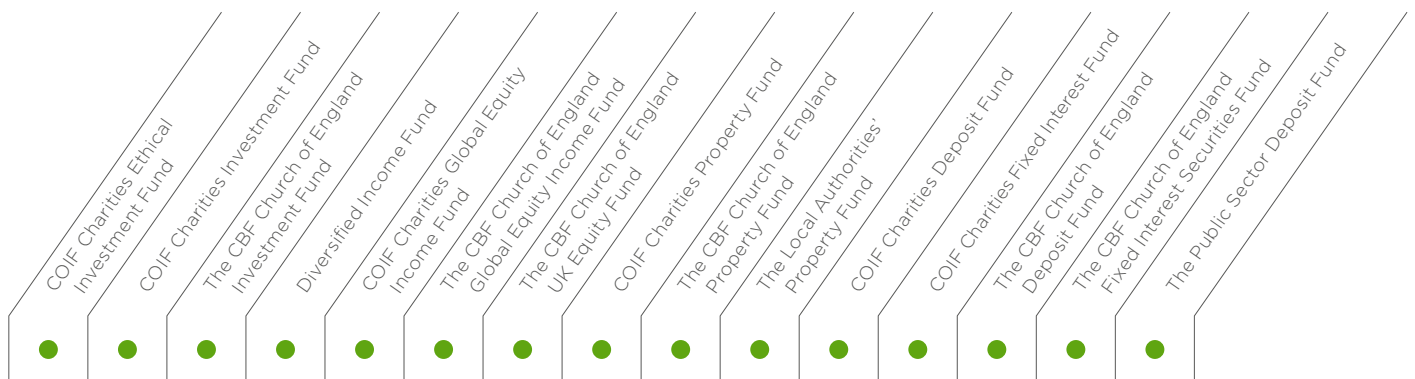 COIF Charities Ethical
Investment Fund
COIF Charities Investment Fund
The CBF Church of England
Investment Fund
Diversified Income Fund
COIF Charities Global Equity
Income Fund
The CBF Church of England
Global Equity Income Fund
The CBF Church of England
UK Equity Fund
COIF Charities Property Fund
The CBF Church of England
Property Fund
The Local Authorities'
Property Fund
COIF Charities Deposit Fund
COIF Charities Fixed Interest Fund
The CBF Church of England
Deposit Fund
The CBF Church of England
Fixed Interest Securities Fund
The Public Sector Deposit Fund